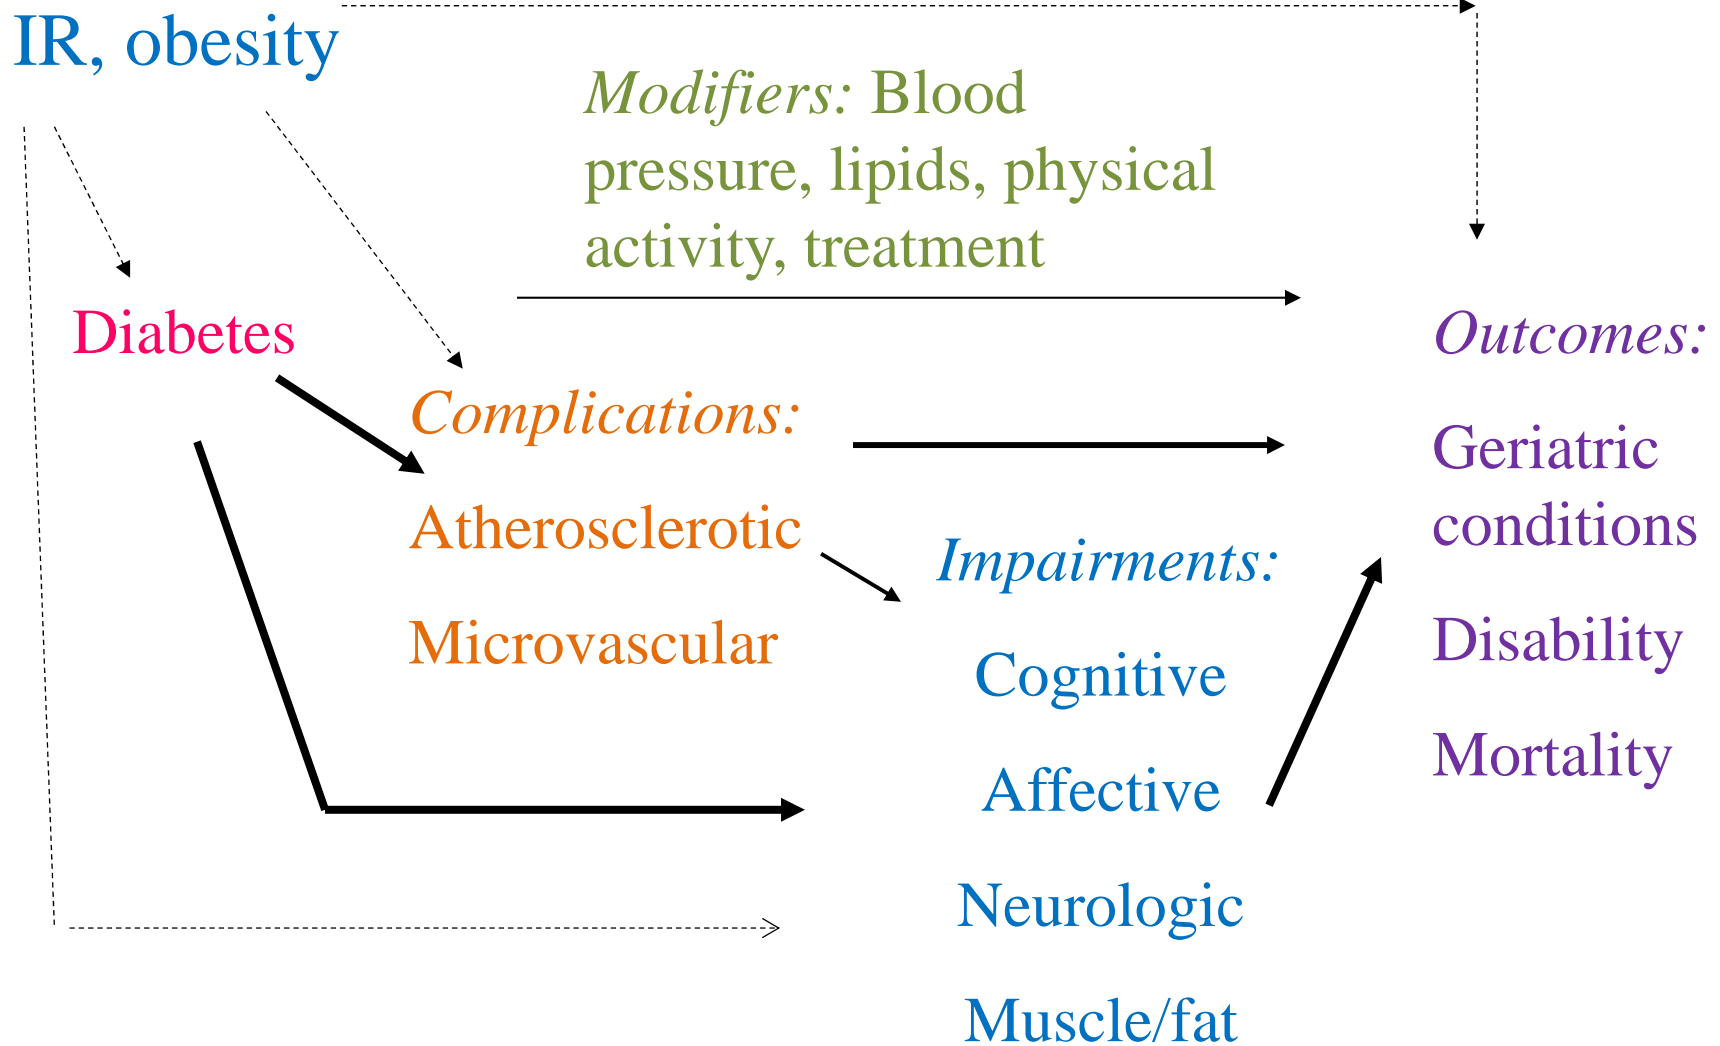 IR, obesity
Modifiers: Blood
pressure, lipids, physical
activity, treatment
Diabetes
Complications:
Atherosclerotic
Microvascular
Impairments:
Cognitive
Affective
Neurologic
Muscle/fat
Outcomes:
Geriatric
conditions
Disability
Mortality